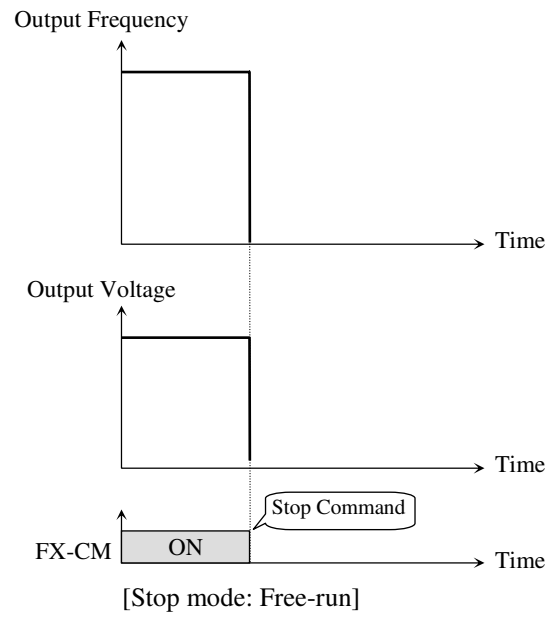 Output Frequency
Time
Output Voltage
Time
Stop Command
FX-CM
ON
Time
[Stop mode: Free-run]